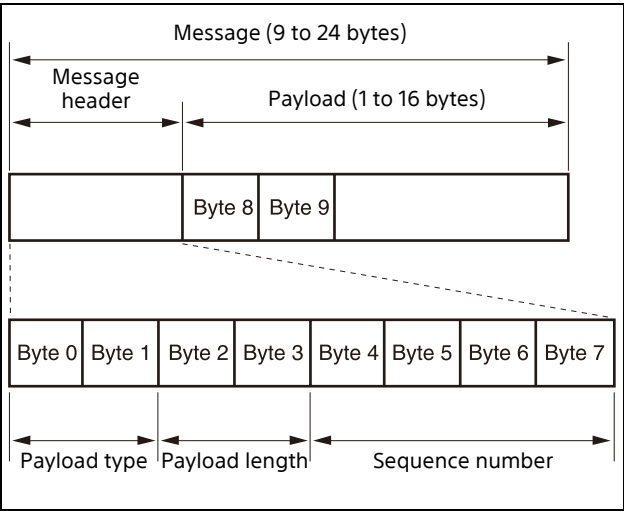 Message (9 to 24 bytes)
Message
header
Payload (1 to 16 bytes)
Byte 8 Byte 9
Byte 0 Byte 1 Byte 2 Byte 3 Byte 4 Byte 5 Byte 6 Byte 7
Payload type Payload length Sequence number